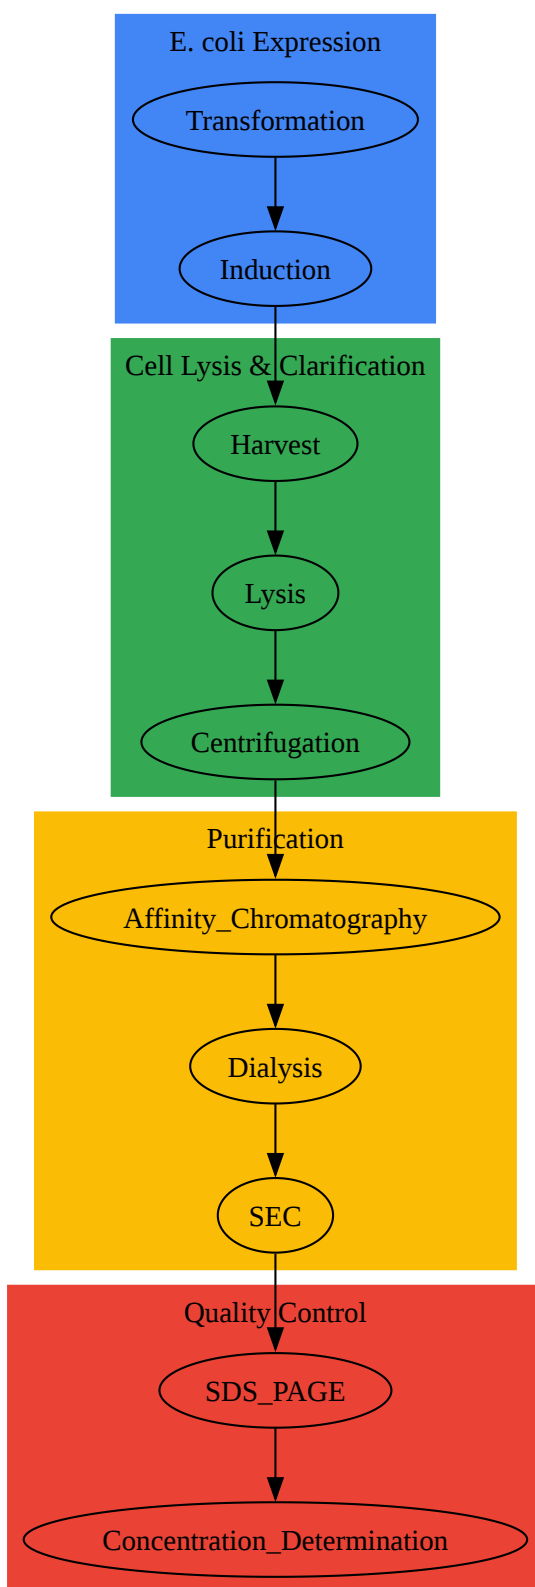 E. coli Expression
Transformation
Induction
Cell Lysis & Clarification
Harvest
Lysis
Centrifugation
Purification
Affinity_Chromatography
Dialysis
SEC
Quality Control
SDS_PAGE
Concentration_Determination